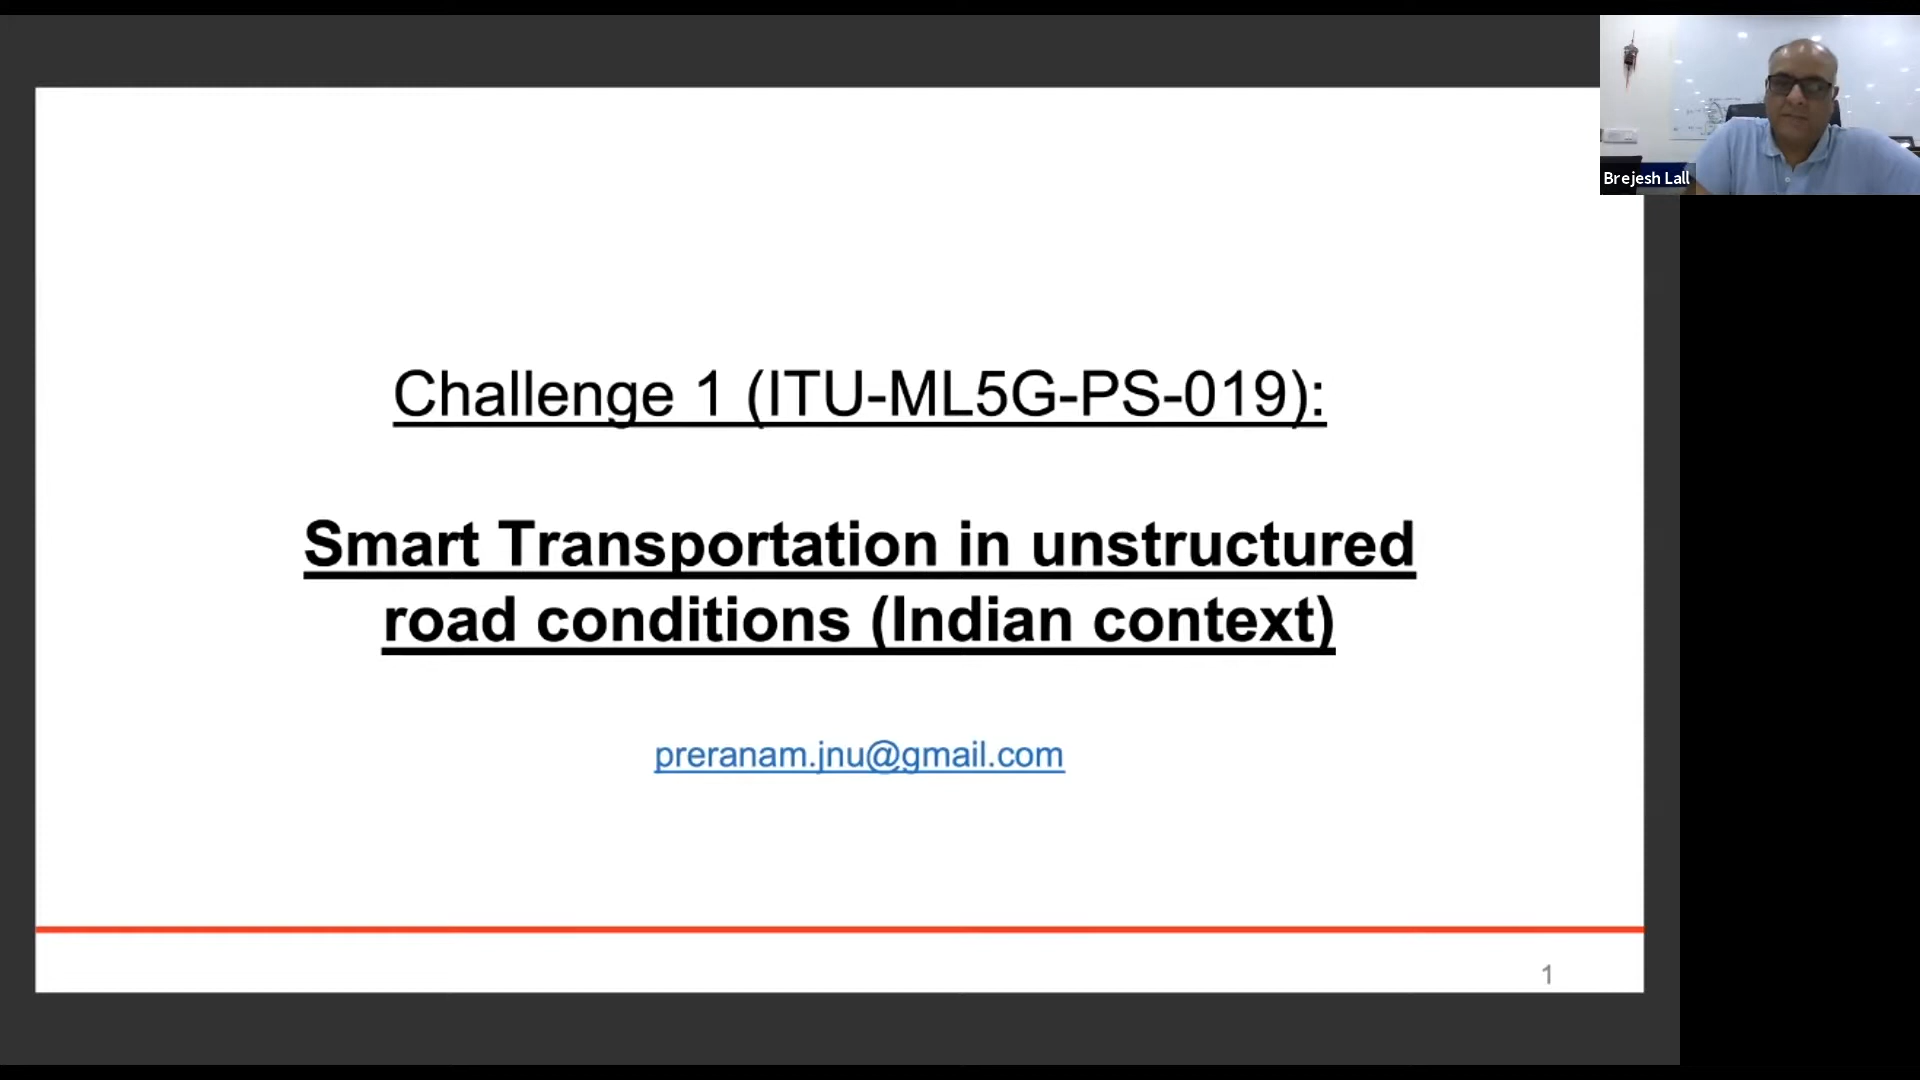 Challenge 1 (ITU-ML5G-PS-019):
Smart Transportation in unstructured
road conditions (Indian context)
preranam.jnu@gmail.com
1
Brejesh Lall